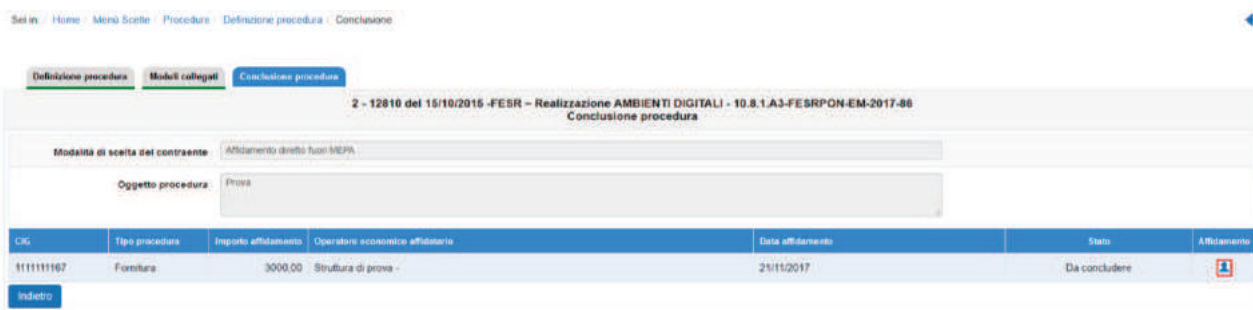 Sei in: / Home / Menù Scelte / Procedure / Definizione procedura / Conclusione
Definizione procedura Moduli collegati Conclusione procedura
2 - 12810 del 15/10/2015 -FESR – Realizzazione AMBIENTI DIGITALI - 10.8.1.A3-FESRPON-EM-2017-86
Conclusione procedura
Modalità di scelta del contraente Affidamento diretto fuori MEPA
Oggetto procedura Prova
CIG Tipo procedura Importo affidamento Operatore economico affidatario Data affidamento Stato Affidamento
1111111167 Fornitura 3000,00 Struttura di prova - 21/11/2017 Da concludere
Indietro